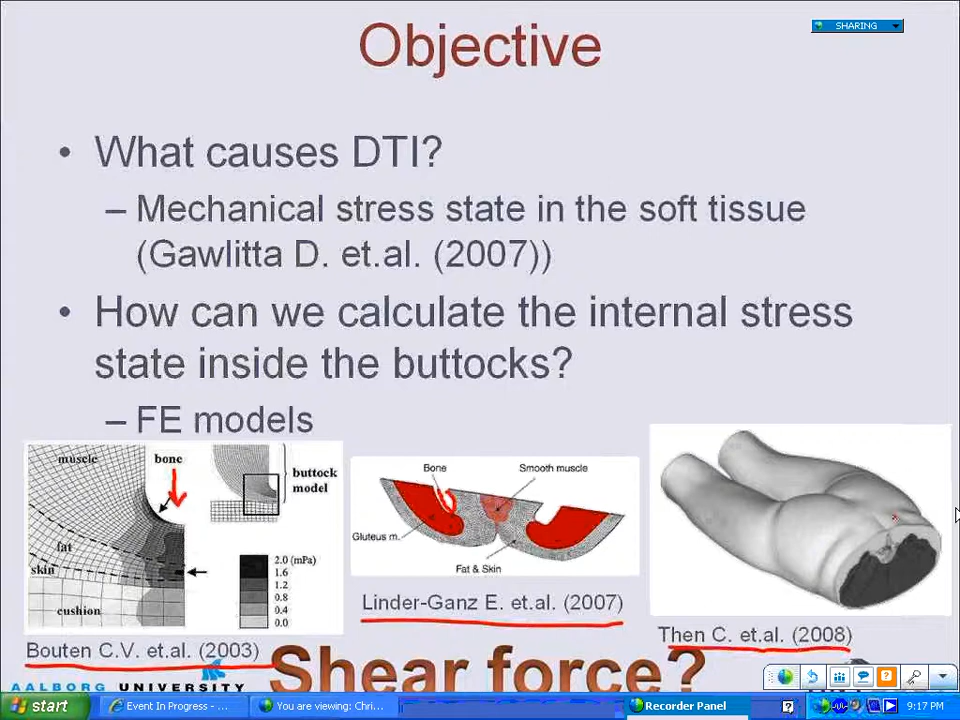 SHARING
Objective
• What causes DTI?
– Mechanical stress state in the soft tissue
(Gawlitta D. et.al. (2007))
• How can we calculate the internal stress
state inside the buttocks?
– FE models
muscle
bone
fat
skin
cushion
buttock
model
2.0 (mPa)
1.6
1.2
0.8
0.4
0.0
Bone
Smooth muscle
Gluteus m.
Fat & Skin
Bouten C.V. et.al. (2003)
Linder-Ganz E. et.al. (2007)
Then C. et.al. (2008)
Shear force?
AALBORG UNIVERSITY
start
Event In Progress - ...
You are viewing: Chri...
Recorder Panel
9:17 PM